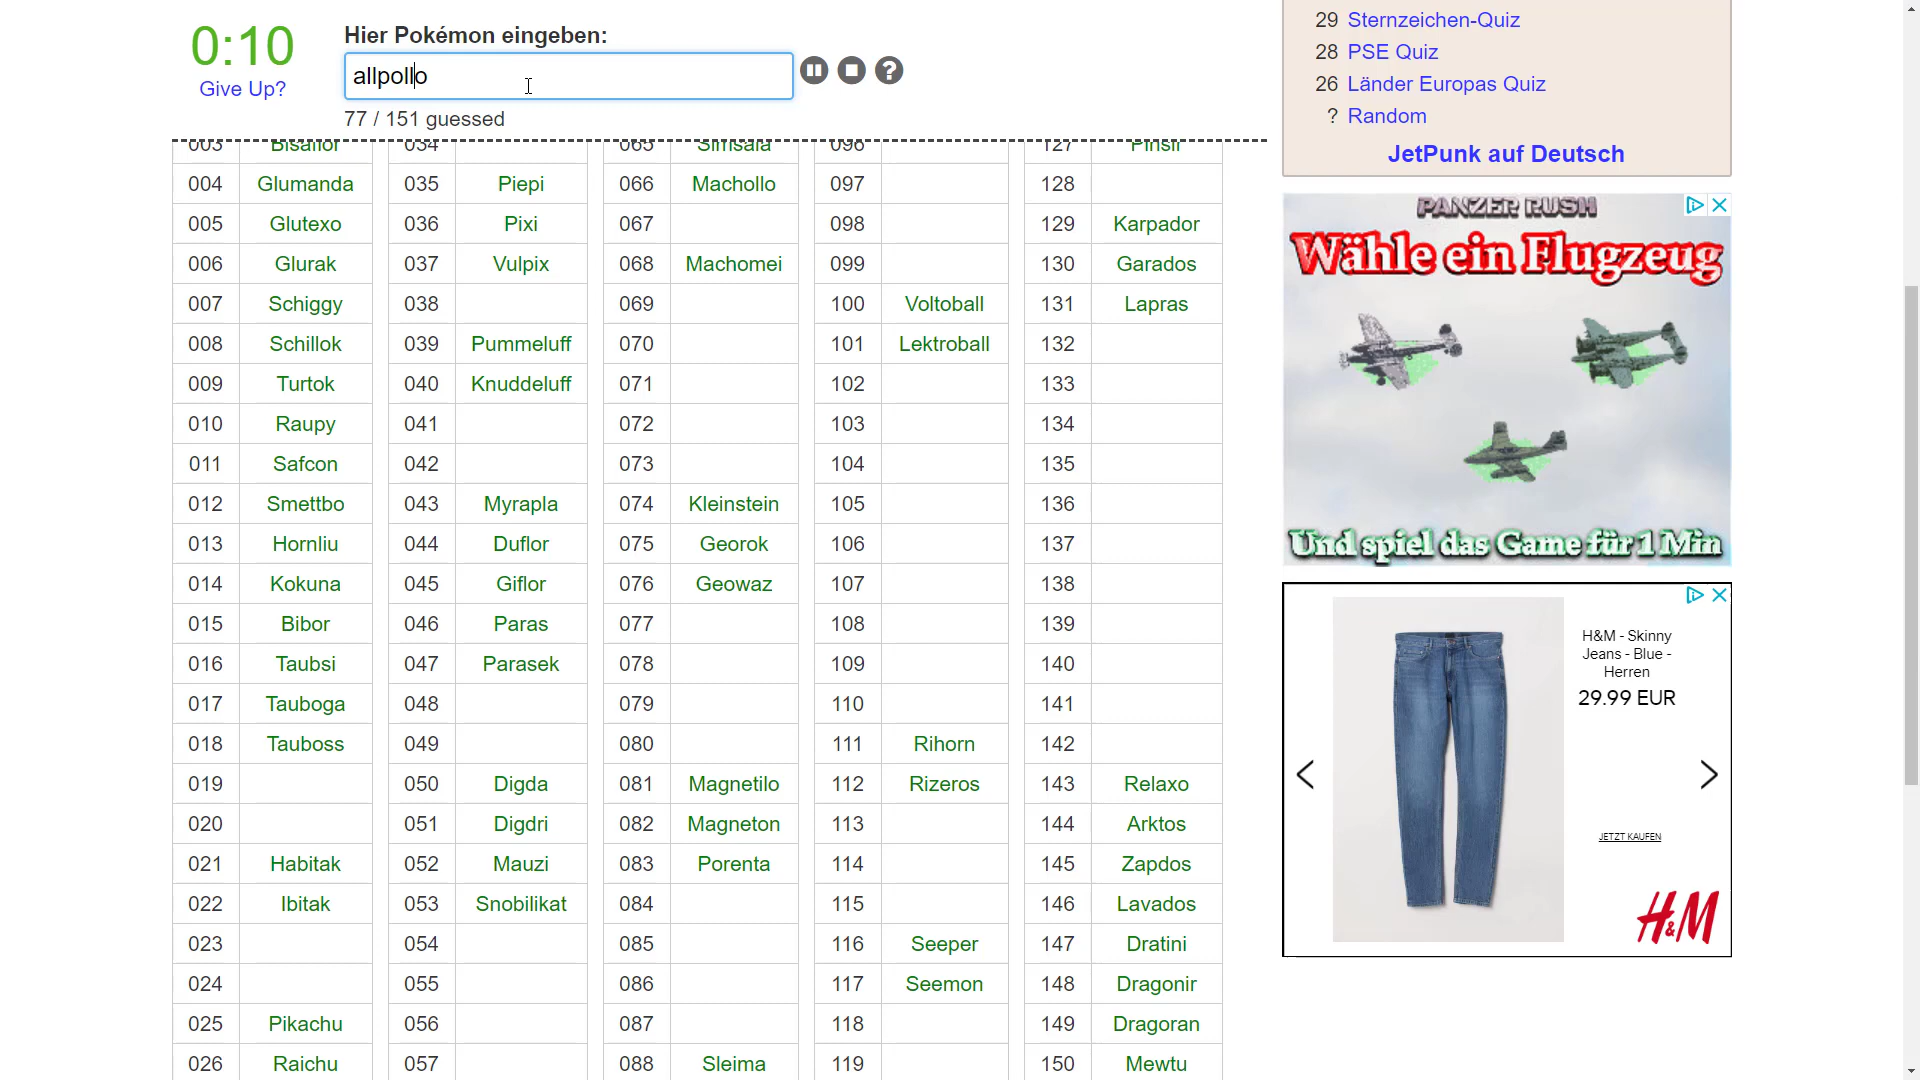 0:10
Give Up?
Hier Pokémon eingeben:
allpollo
77 / 151 guessed
003 Bisaflor 034 065 Simsala 096 127 Pinsir
004 Glumanda 035 Piepi 066 Machollo 097 128
005 Glutexo 036 Pixi 067 098 129 Karpador
006 Glurak 037 Vulpix 068 Machomei 099 130 Garados
007 Schiggy 038 069 100 Voltoball 131 Lapras
008 Schillok 039 Pummeluff 070 101 Lektroball 132
009 Turtok 040 Knuddeluff 071 102 133
010 Raupy 041 072 103 134
011 Safcon 042 073 104 135
012 Smettbo 043 Myrapla 074 Kleinstein 105 136
013 Hornliu 044 Duflor 075 Georok 106 137
014 Kokuna 045 Giflor 076 Geowaz 107 138
015 Bibor 046 Paras 077 108 139
016 Taubsi 047 Parasek 078 109 140
017 Tauboga 048 079 110 141
018 Tauboss 049 080 111 Rihorn 142
019 050 Digda 081 Magnetilo 112 Rizeros 143 Relaxo
020 051 Digdri 082 Magneton 113 144 Arktos
021 Habitak 052 Mauzi 083 Porenta 114 145 Zapdos
022 Ibitak 053 Snobilikat 084 115 146 Lavados
023 054 085 116 Seeper 147 Dratini
024 055 086 117 Seemon 148 Dragonir
025 Pikachu 056 087 118 149 Dragoran
026 Raichu 057 088 Sleima 119 150 Mewtu
29 Sternzeichen-Quiz
28 PSE Quiz
26 Länder Europas Quiz
? Random
JetPunk auf Deutsch
PANZER RUSH
Wähle ein Flugzeug
Und spiel das Game für 1 Min
H&M - Skinny
Jeans - Blue -
Herren
29.99 EUR
JETZT KAUFEN
H&M